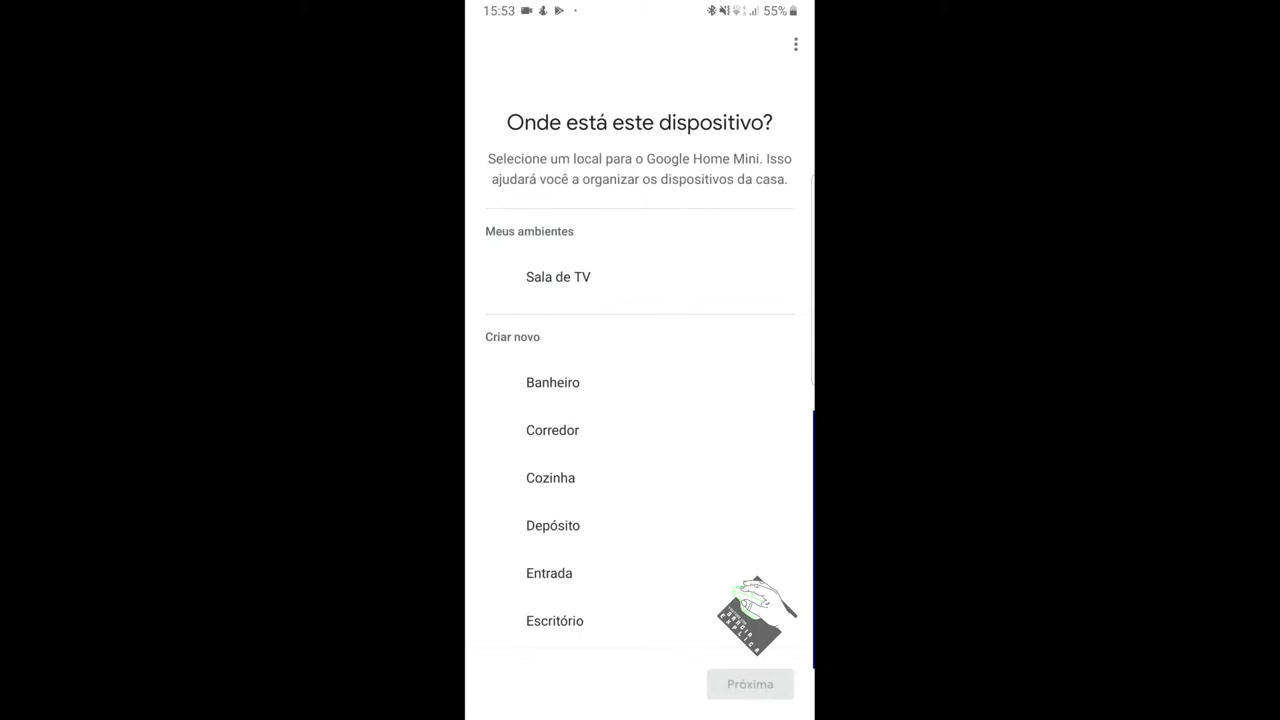 15:53
55%
Onde está este dispositivo?
Selecione um local para o Google Home Mini. Isso
ajudará você a organizar os dispositivos da casa.
Meus ambientes
Sala de TV
Criar novo
Banheiro
Corredor
Cozinha
Depósito
Entrada
Escritório
EXPLICA
Próxima